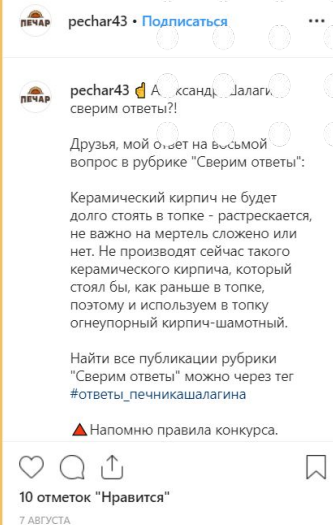 ПЕЧАР
pechar43 • Подписаться
ПЕЧАР
pechar43
сверим ответы?!
Друзья, мой ответ на восьмой
вопрос в рубрике "Сверим ответы":
Керамический кирпич не будет
долго стоять в топке - растрескается,
не важно на мертель сложено или
нет. Не производят сейчас такого
керамического кирпича, который
стоял бы, как раньше в топке,
поэтому и используем в топку
огнеупорный кирпич-шамотный.
Найти все публикации рубрики
"Сверим ответы" можно через тег
#ответы_печникашалагина
Напомню правила конкурса.
10 отметок "Нравится"
7 АВГУСТА